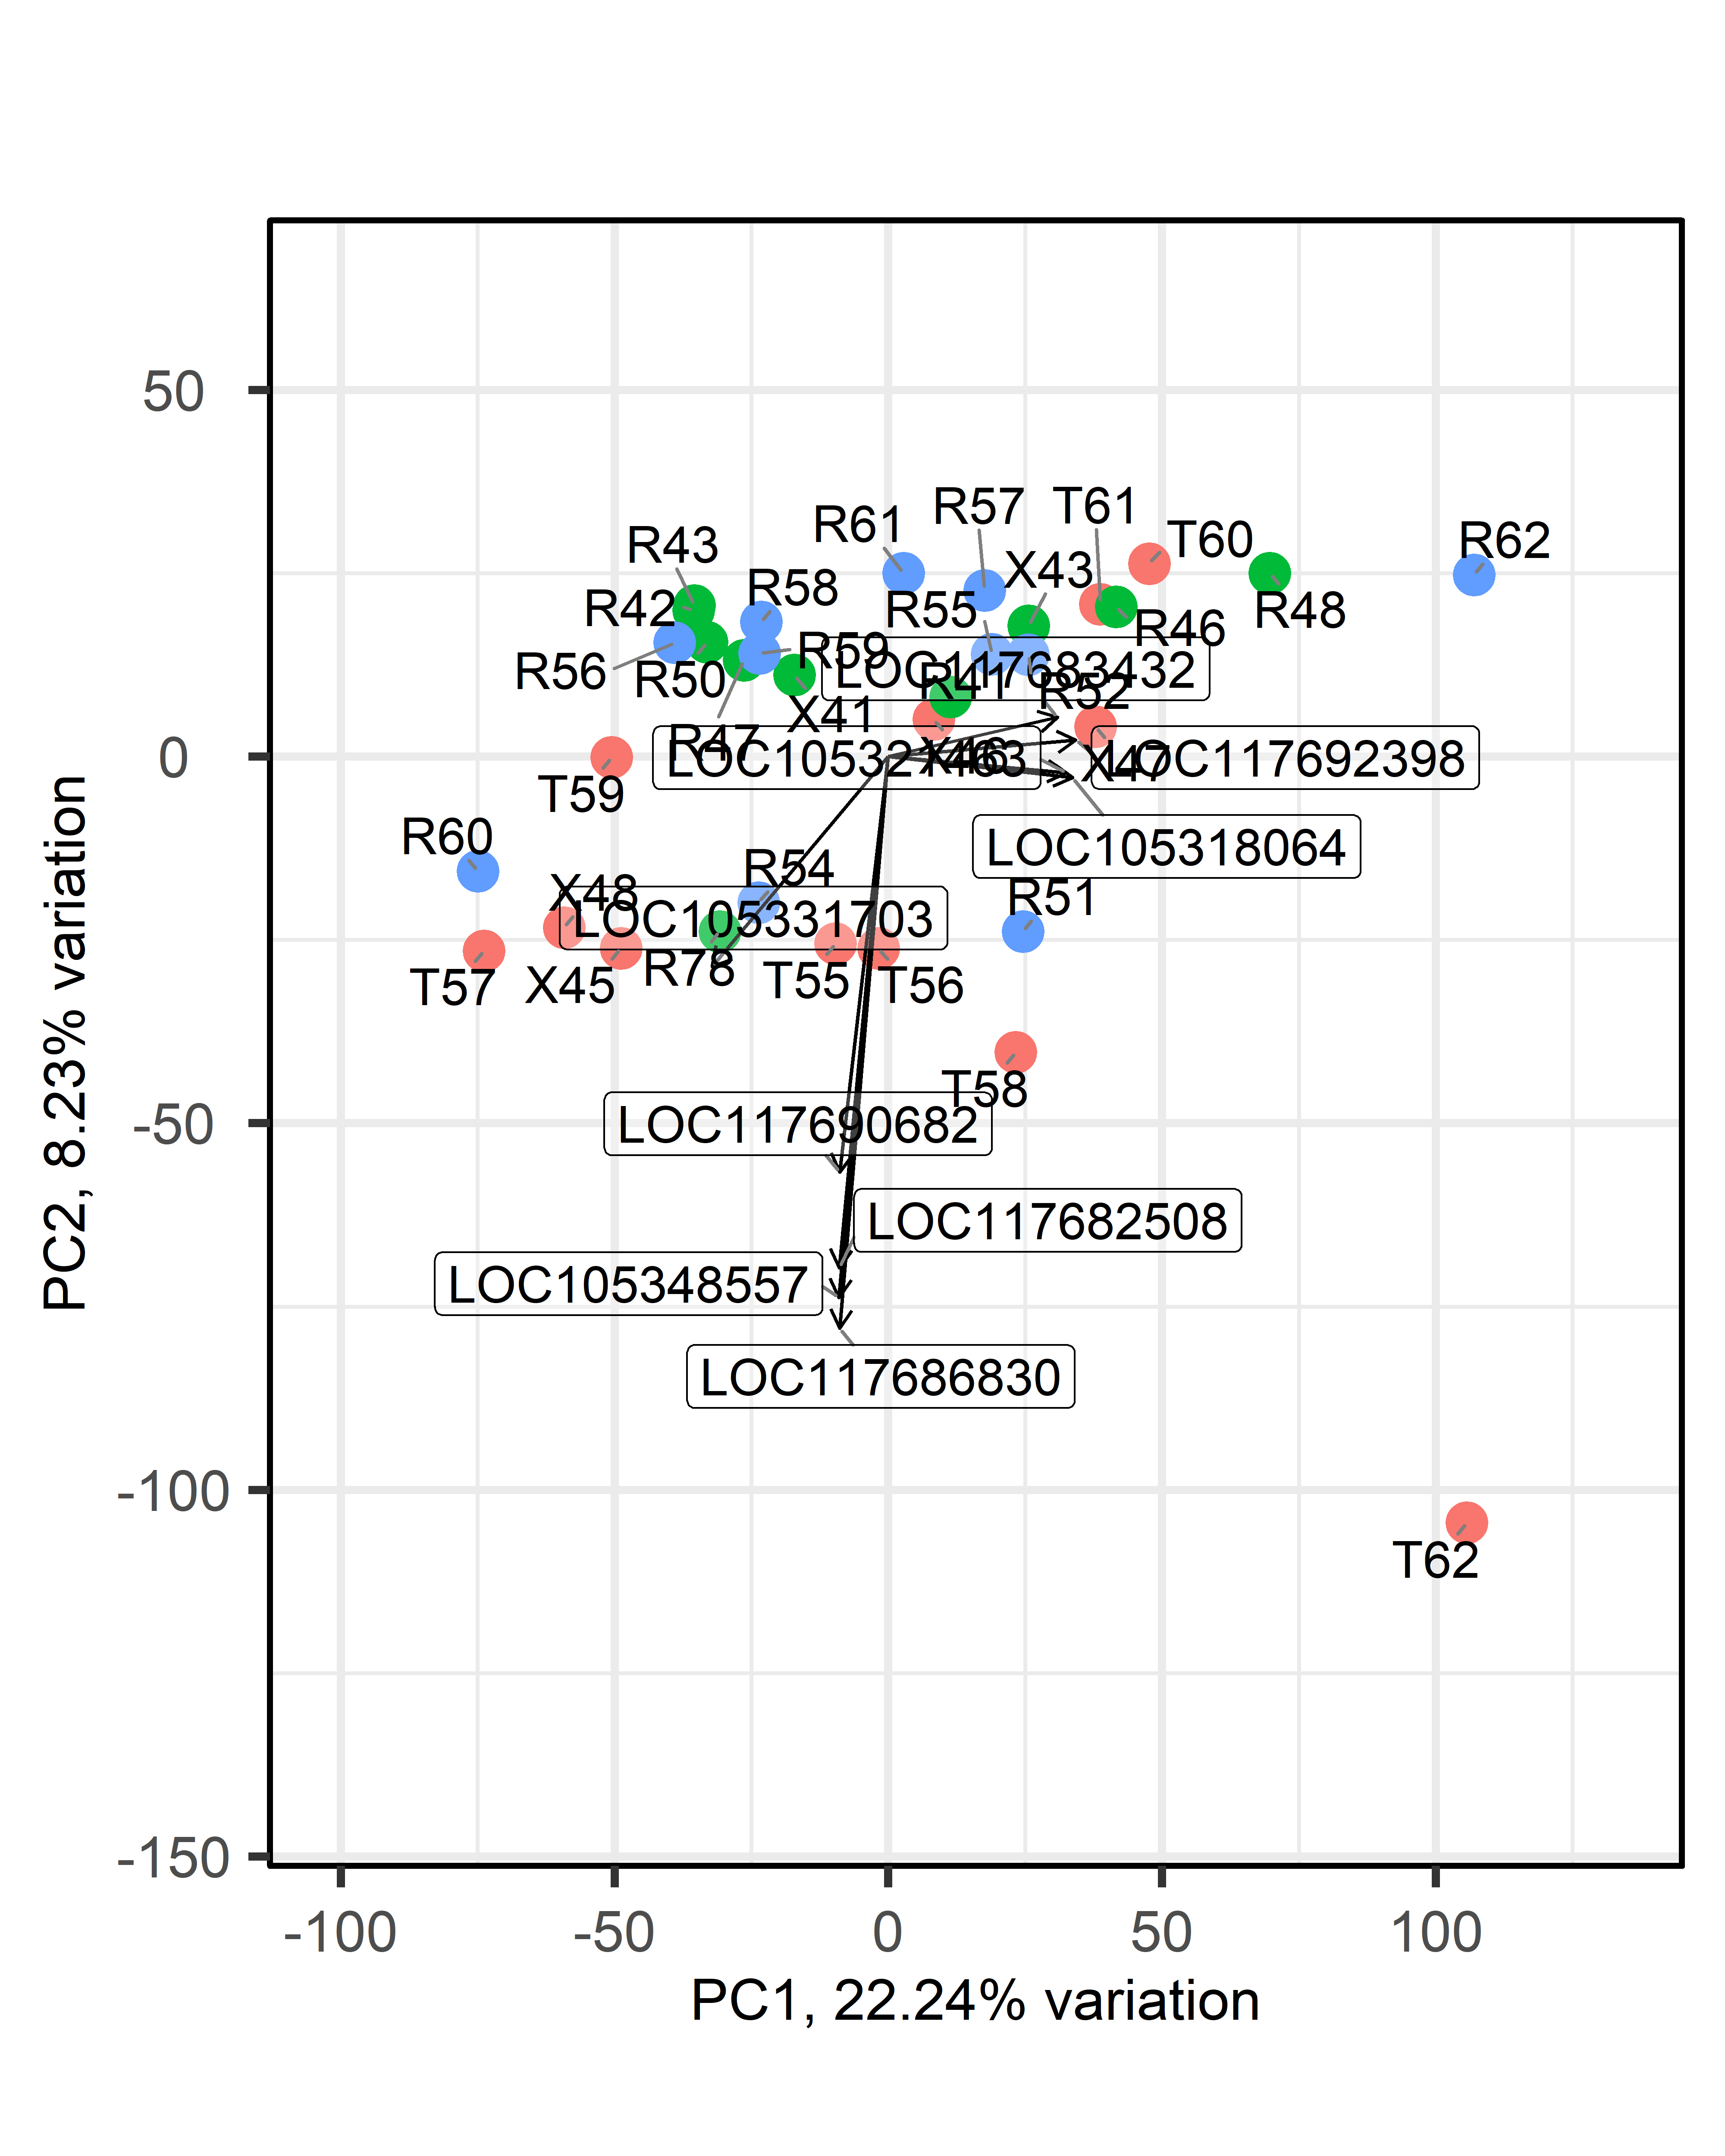 50
0
-50
-100
-150
PC2, 8.23% variation
R61
R57
T61
T60
R62
R43
X43
R58
R42
R55
R48
R46
R59
R56
R50
LOC117683432
R41
R52
X41
R47
X46
X47
LOC117692398
T59
R60
LOC105318064
R54
X48
R51
LOC105331703
R78
T55
T56
T57
X45
T58
LOC117690682
LOC117682508
LOC105348557
LOC117686830
T62
-100
-50
0
50
100
PC1, 22.24% variation